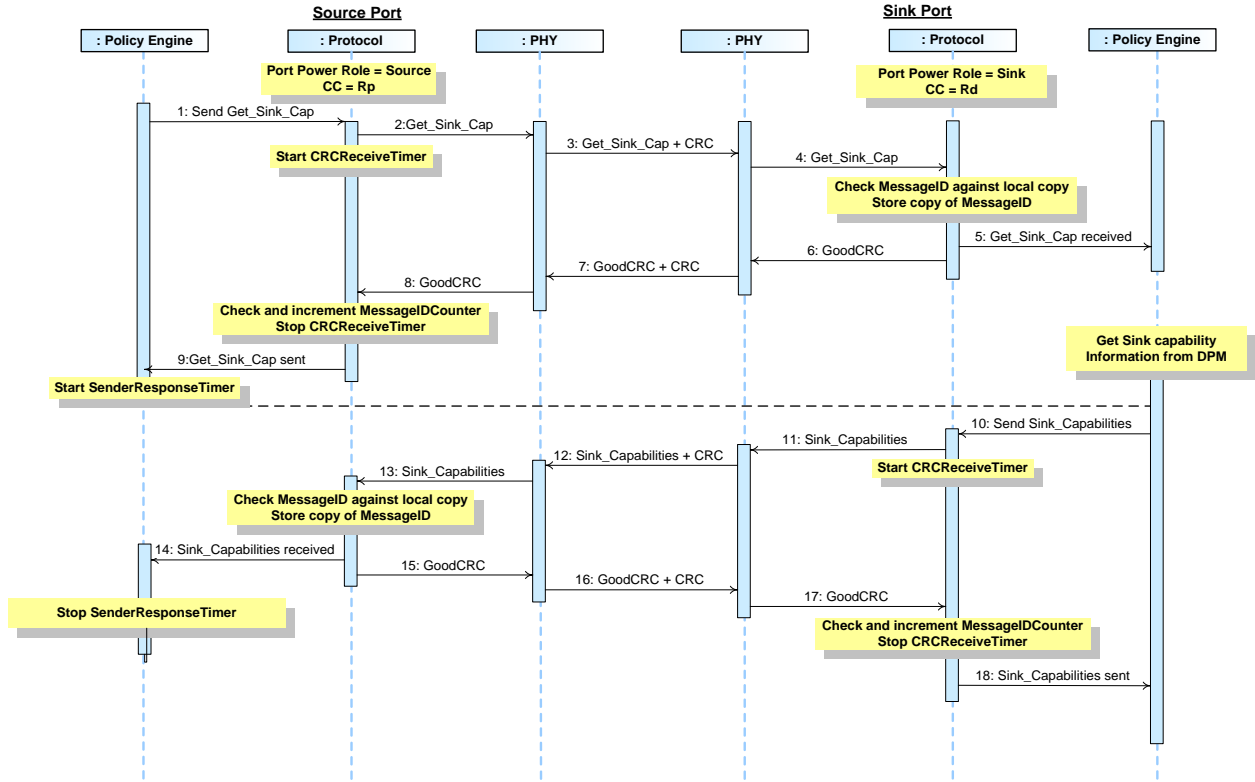 Source Port
Sink Port
: Policy Engine
: Protocol
: PHY
: PHY
: Protocol
: Policy Engine
Port Power Role = Source
CC = Rp
Port Power Role = Sink
CC = Rd
1: Send Get_Sink_Cap
2:Get_Sink_Cap
Start CRCReceiveTimer
3: Get_Sink_Cap + CRC
4: Get_Sink_Cap
Check MessageID against local copy
Store copy of MessageID
5: Get_Sink_Cap received
6: GoodCRC
7: GoodCRC + CRC
8: GoodCRC
Check and increment MessageIDCounter
Stop CRCReceiveTimer
Get Sink capability
Information from DPM
9:Get_Sink_Cap sent
Start SenderResponseTimer
10: Send Sink_Capabilities
11: Sink_Capabilities
Start CRCReceiveTimer
12: Sink_Capabilities + CRC
13: Sink_Capabilities
Check MessageID against local copy
Store copy of MessageID
14: Sink_Capabilities received
15: GoodCRC
16: GoodCRC + CRC
17: GoodCRC
Stop SenderResponseTimer
Check and increment MessageIDCounter
Stop CRCReceiveTimer
18: Sink_Capabilities sent